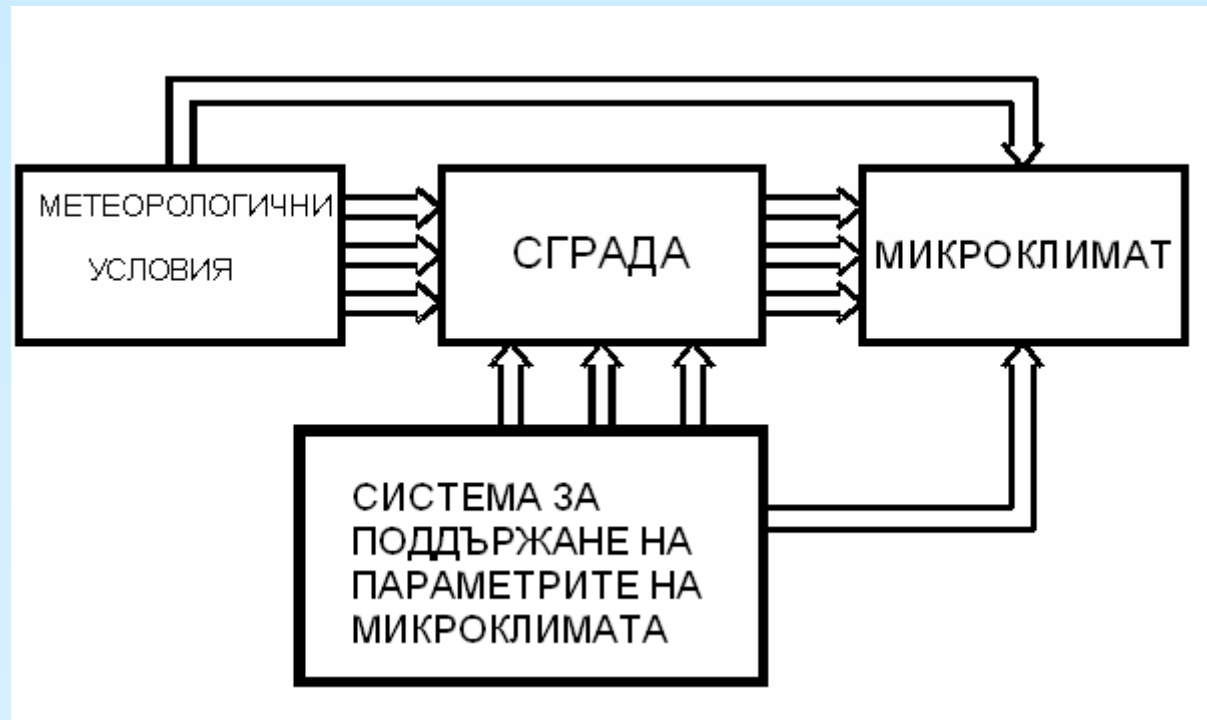 МЕТЕОРОЛОГИЧНИ
УСЛОВИЯ
СГРАДА
МИКРОКЛИМАТ
СИСТЕМА ЗА
ПОДДЪРЖАНЕ НА
ПАРАМЕТРИТЕ НА
МИКРОКЛИМАТА